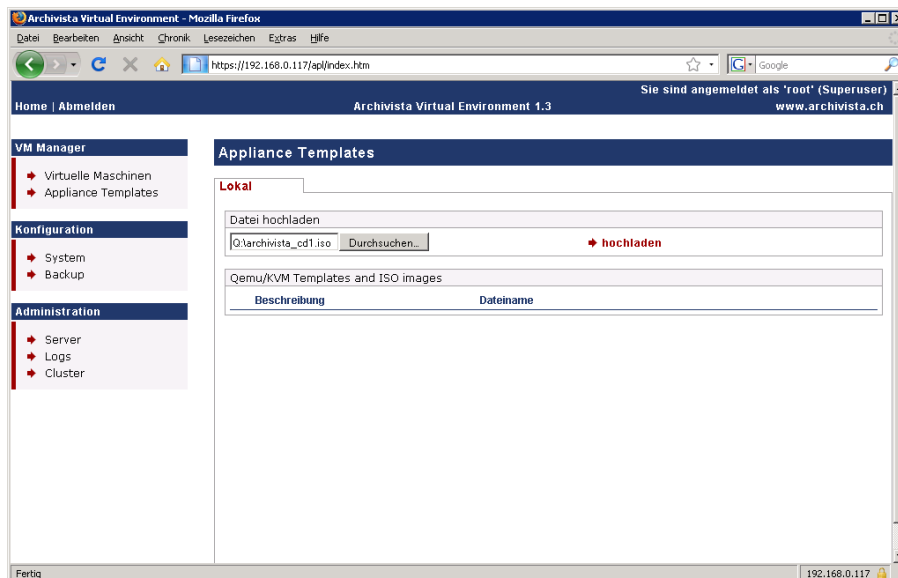 Archivista Virtual Environment - Mozilla Firefox
Datei Bearbeiten Ansicht Chronik Lesezeichen Extras Hilfe
https://192.168.0.117/apl/index.htm
G Google
Sie sind angemeldet als 'root' (Superuser)
Home | Abmelden Archivista Virtual Environment 1.3 www.archivista.ch
VM Manager
Virtuelle Maschinen
Appliance Templates
Konfiguration
System
Backup
Administration
Server
Logs
Cluster
Appliance Templates
Lokal
Datei hochladen
Q:\archivista_cd1.iso Durchsuchen... hochladen
Qemu/KVM Templates and ISO images
Beschreibung Dateiname
Fertig 192.168.0.117